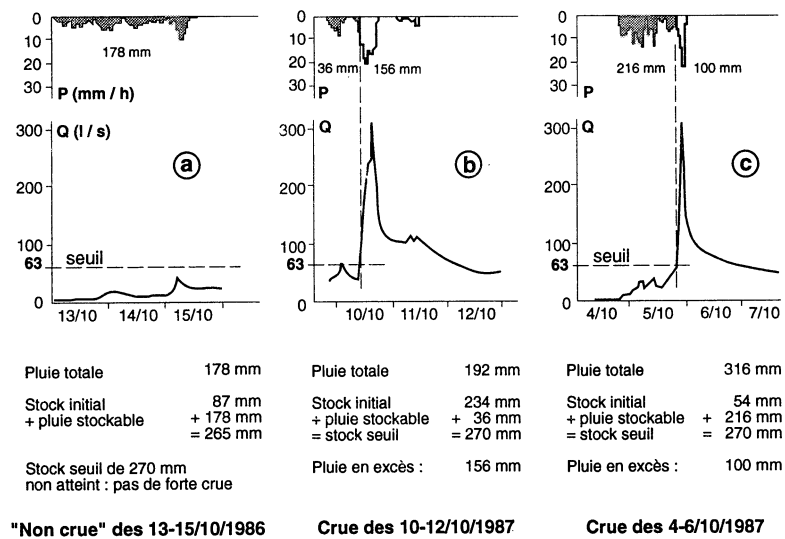 0
10
20
30
178 mm
P (mm / h)
300
200
100
63
0
Q (l / s)
a
seuil
13/10 14/10 15/10
0
10
20
30
36 mm 156 mm
P
300
200
100
63
0
Q
b
10/10 11/10 12/10
0
10
20
30
216 mm 100 mm
P
300
200
100
63
0
Q
c
seuil
4/10 5/10 6/10 7/10
Pluie totale 178 mm
Stock initial 87 mm
+ pluie stockable + 178 mm
= 265 mm
Stock seuil de 270 mm
non atteint : pas de forte crue
"Non crue" des 13-15/10/1986
Pluie totale 192 mm
Stock initial 234 mm
+ pluie stockable + 36 mm
= stock seuil = 270 mm
Pluie en excès : 156 mm
Crue des 10-12/10/1987
Pluie totale 316 mm
Stock initial 54 mm
+ pluie stockable + 216 mm
= stock seuil = 270 mm
Pluie en excès : 100 mm
Crue des 4-6/10/1987